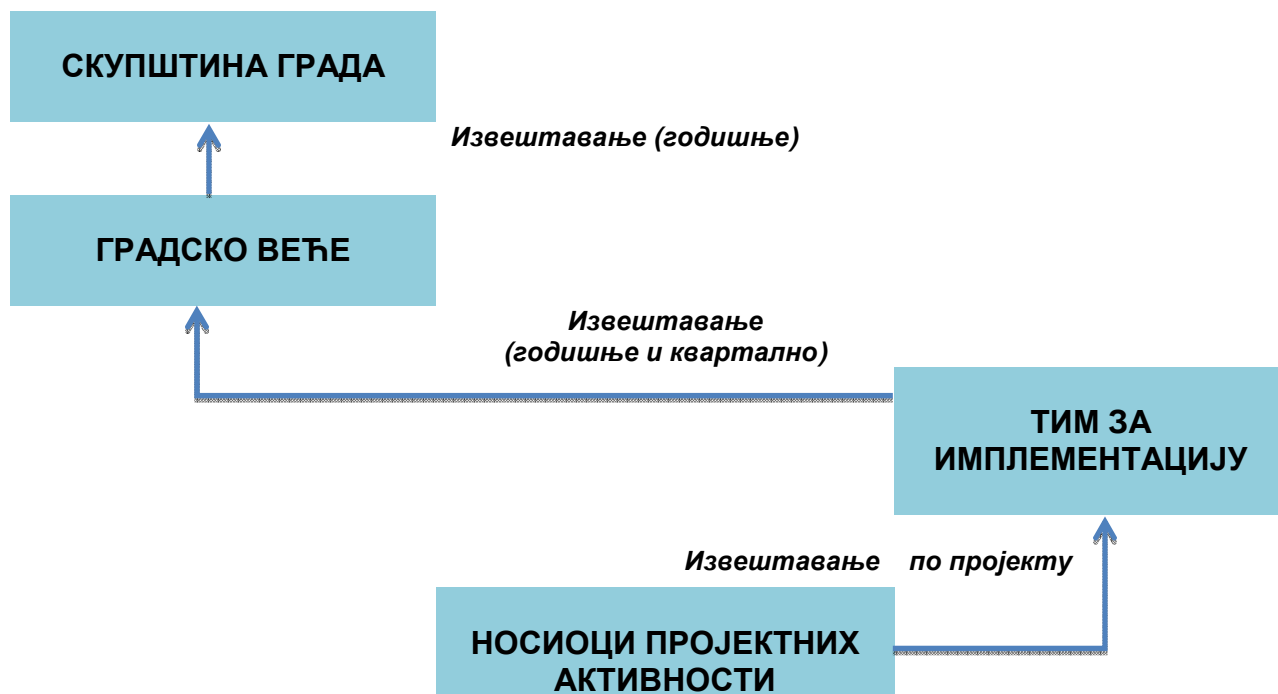 СКУПШТИНА ГРАДА
Извештавање (годишње)
ГРАДСКО ВЕЋЕ
Извештавање
(годишње и квартално)
ТИМ ЗА
ИМПЛЕМЕНТАЦИЈУ
Извештавање по пројекту
НОСИОЦИ ПРОЈЕКТНИХ
АКТИВНОСТИ